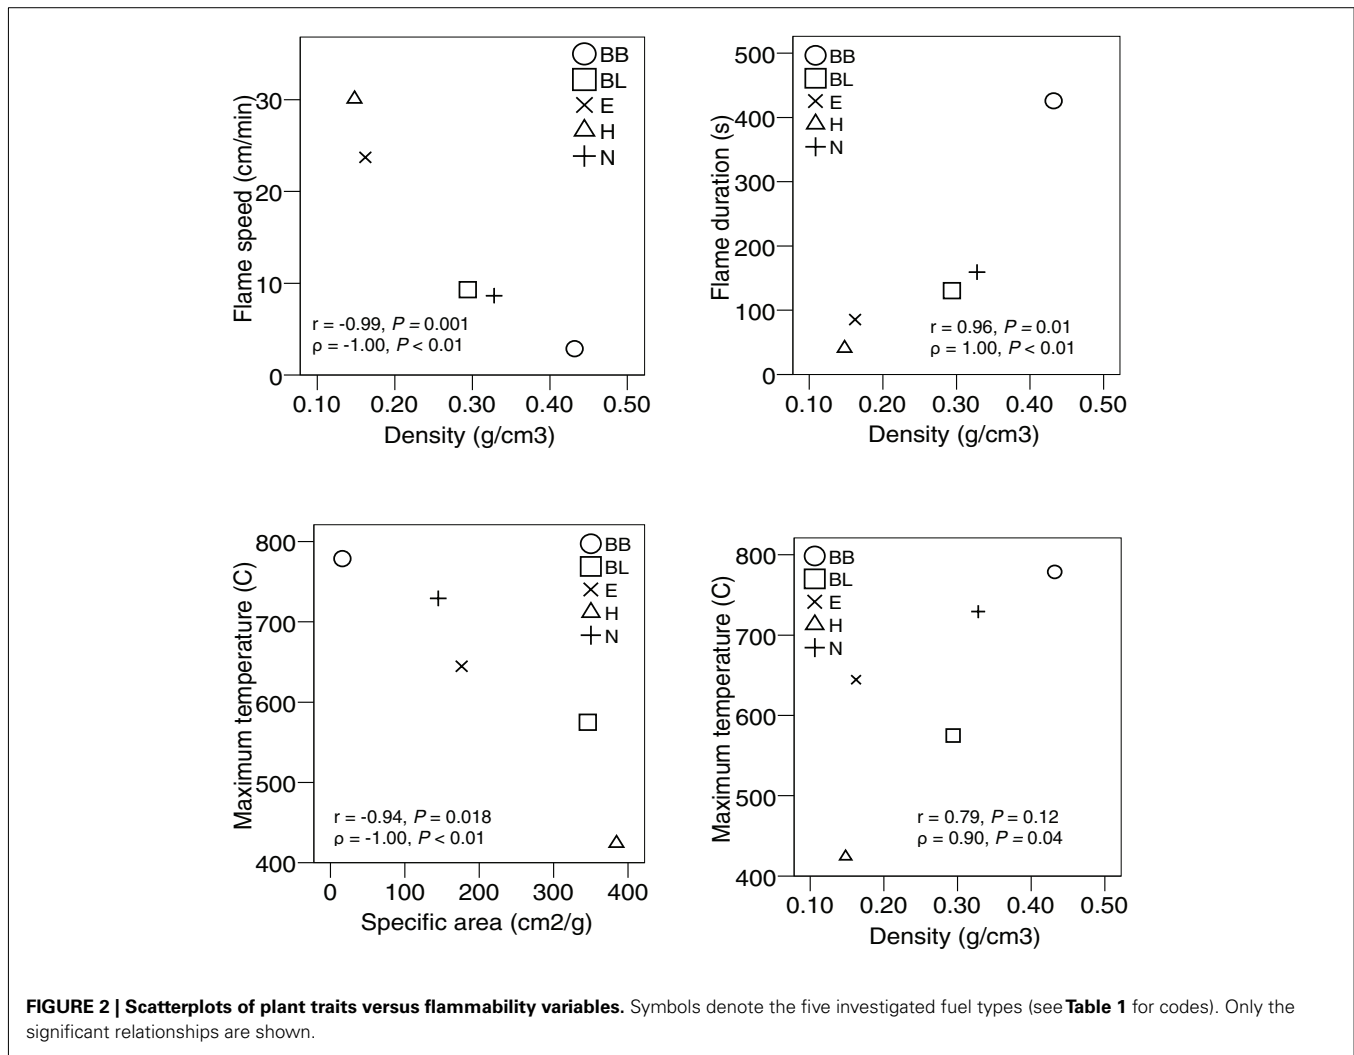 BB
BL
E
H
N
30
20
10
0
Flame speed (cm/min)
r = -0.99, P = 0.001
ρ = -1.00, P < 0.01
0.10 0.20 0.30 0.40 0.50
Density (g/cm3)
BB
BL
E
H
N
500
400
300
200
100
0
Flame duration (s)
r = 0.96, P = 0.01
ρ = 1.00, P < 0.01
0.10 0.20 0.30 0.40 0.50
Density (g/cm3)
BB
BL
E
H
N
800
700
600
500
400
Maximum temperature (C)
r = -0.94, P = 0.018
ρ = -1.00, P < 0.01
0 100 200 300 400
Specific area (cm2/g)
BB
BL
E
H
N
800
700
600
500
400
Maximum temperature (C)
r = 0.79, P = 0.12
ρ = 0.90, P = 0.04
0.10 0.20 0.30 0.40 0.50
Density (g/cm3)
FIGURE 2 | Scatterplots of plant traits versus flammability variables. Symbols denote the five investigated fuel types (see Table 1 for codes). Only the
significant relationships are shown.